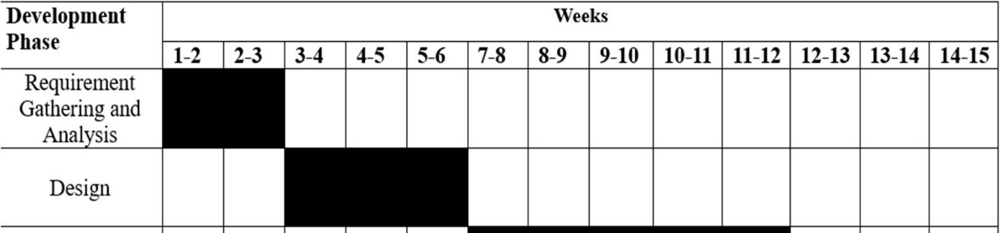 Development
Phase
Weeks
1-2 2-3 3-4 4-5 5-6 7-8 8-9 9-10 10-11 11-12 12-13 13-14 14-15
Requirement
Gathering and
Analysis
Design